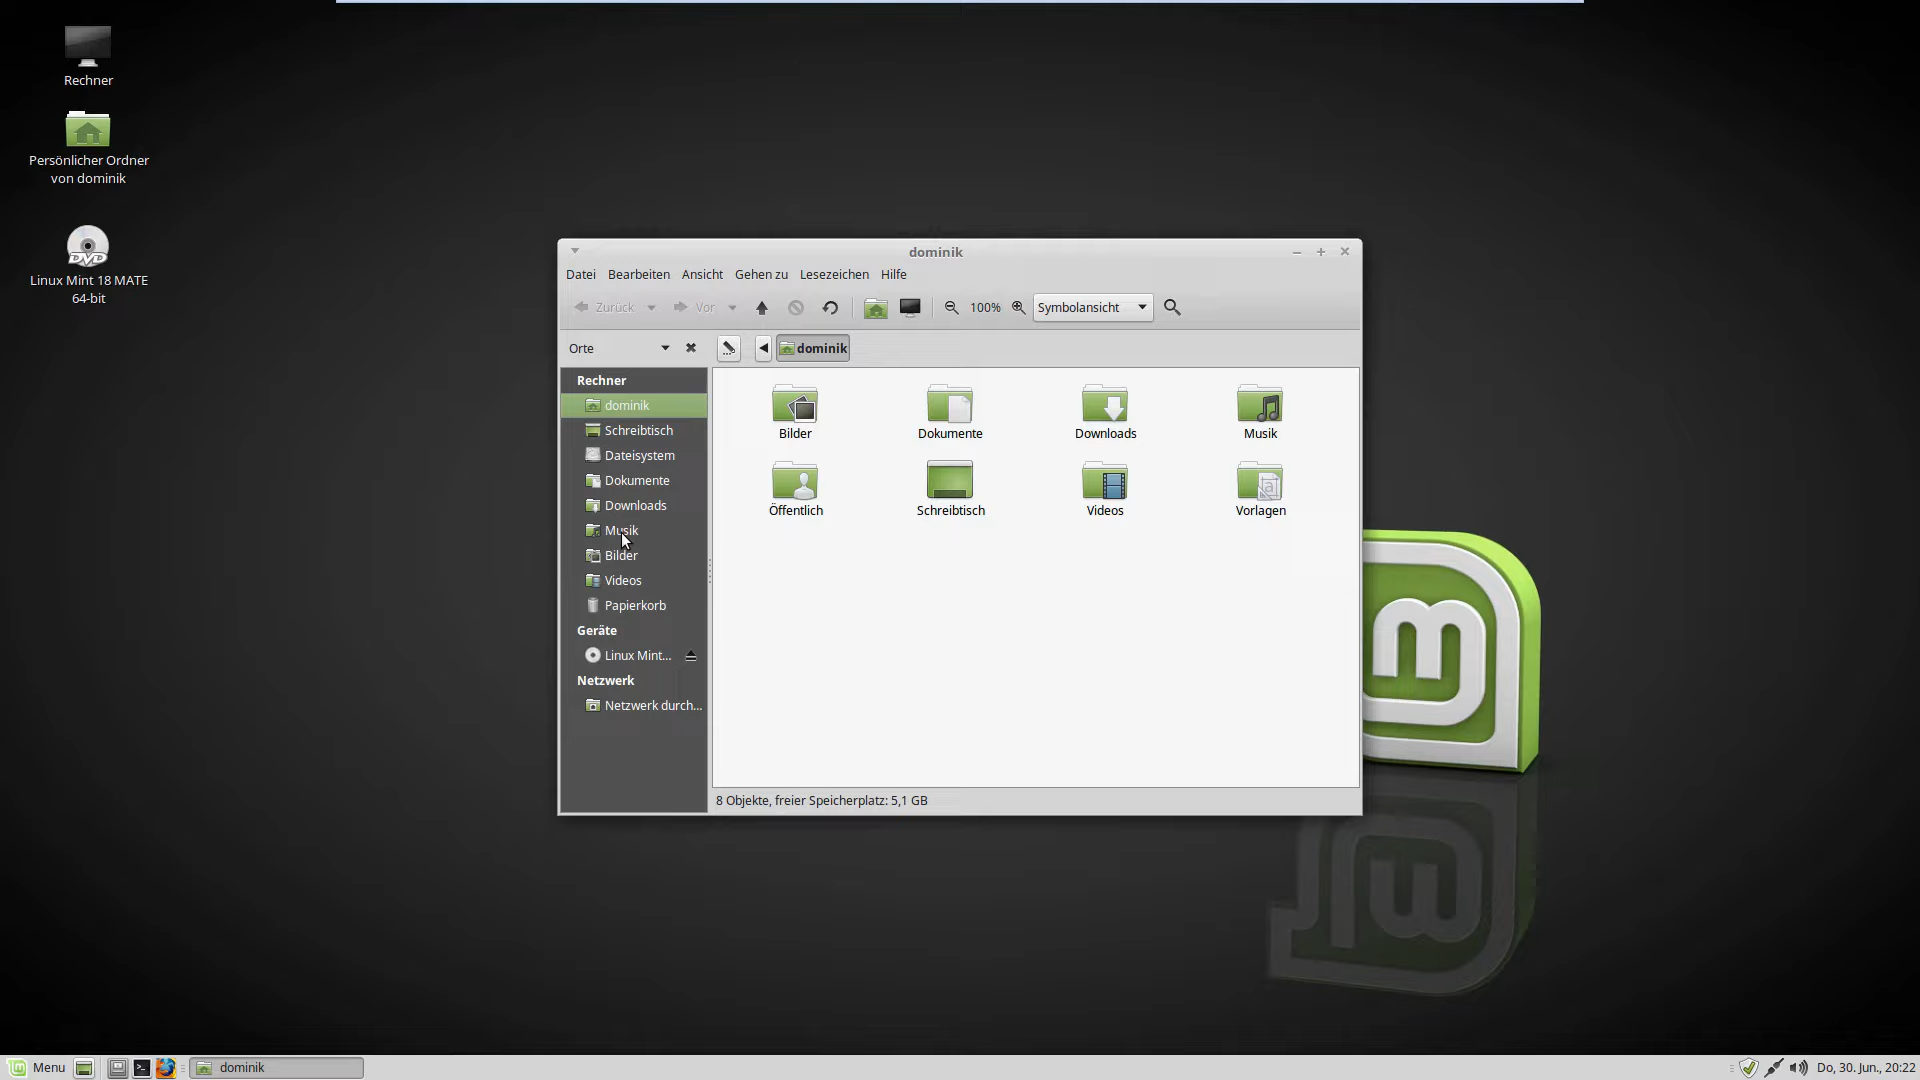 Rechner
Persönlicher Ordner
von dominik
DVD
Linux Mint 18 MATE
64-bit
dominik
Datei Bearbeiten Ansicht Gehen zu Lesezeichen Hilfe
Zurück Vor 100% Symbolansicht
Orte dominik
Rechner
dominik
Schreibtisch
Dateisystem
Dokumente
Downloads
Musik
Bilder
Videos
Papierkorb
Geräte
Linux Mint...
Netzwerk
Netzwerk durch...
Bilder Dokumente Downloads Musik
Öffentlich Schreibtisch Videos Vorlagen
8 Objekte, freier Speicherplatz: 5,1 GB
Menu dominik Do, 30. Jun., 20:22